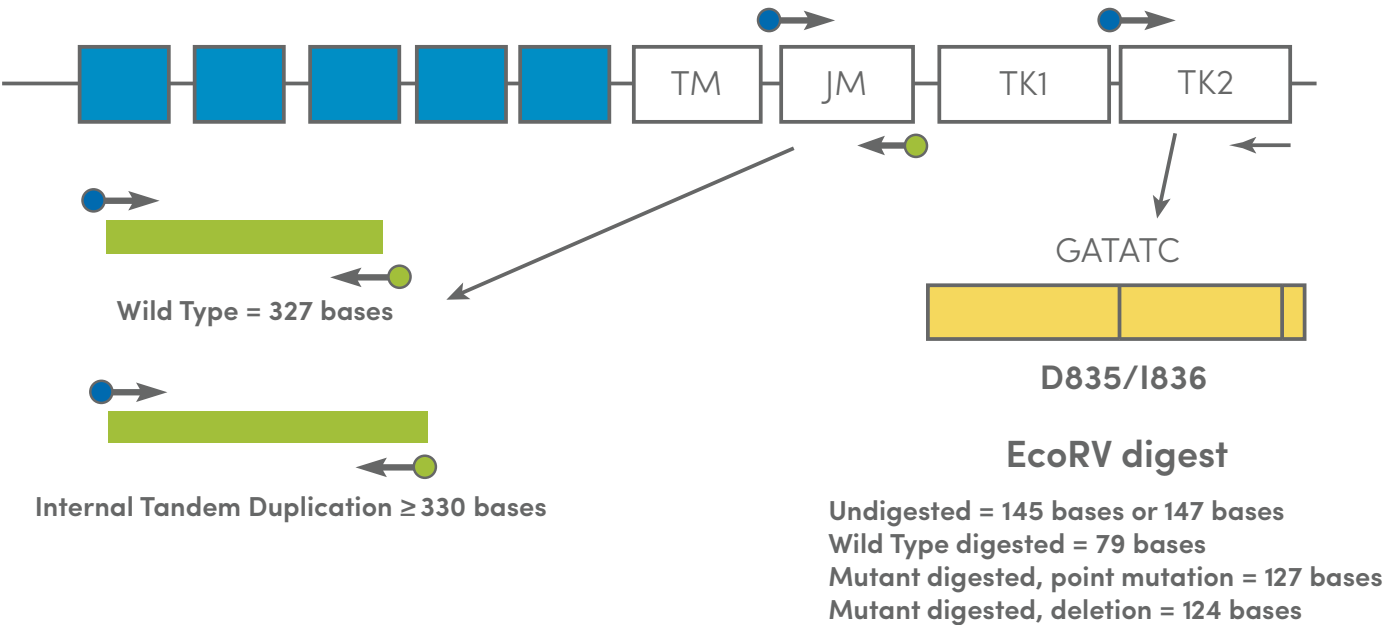 TM
JM
TK1
TK2
Wild Type = 327 bases
Internal Tandem Duplication ≥ 330 bases
GATATC
D835/I836
EcoRV digest
Undigested = 145 bases or 147 bases
Wild Type digested = 79 bases
Mutant digested, point mutation = 127 bases
Mutant digested, deletion = 124 bases